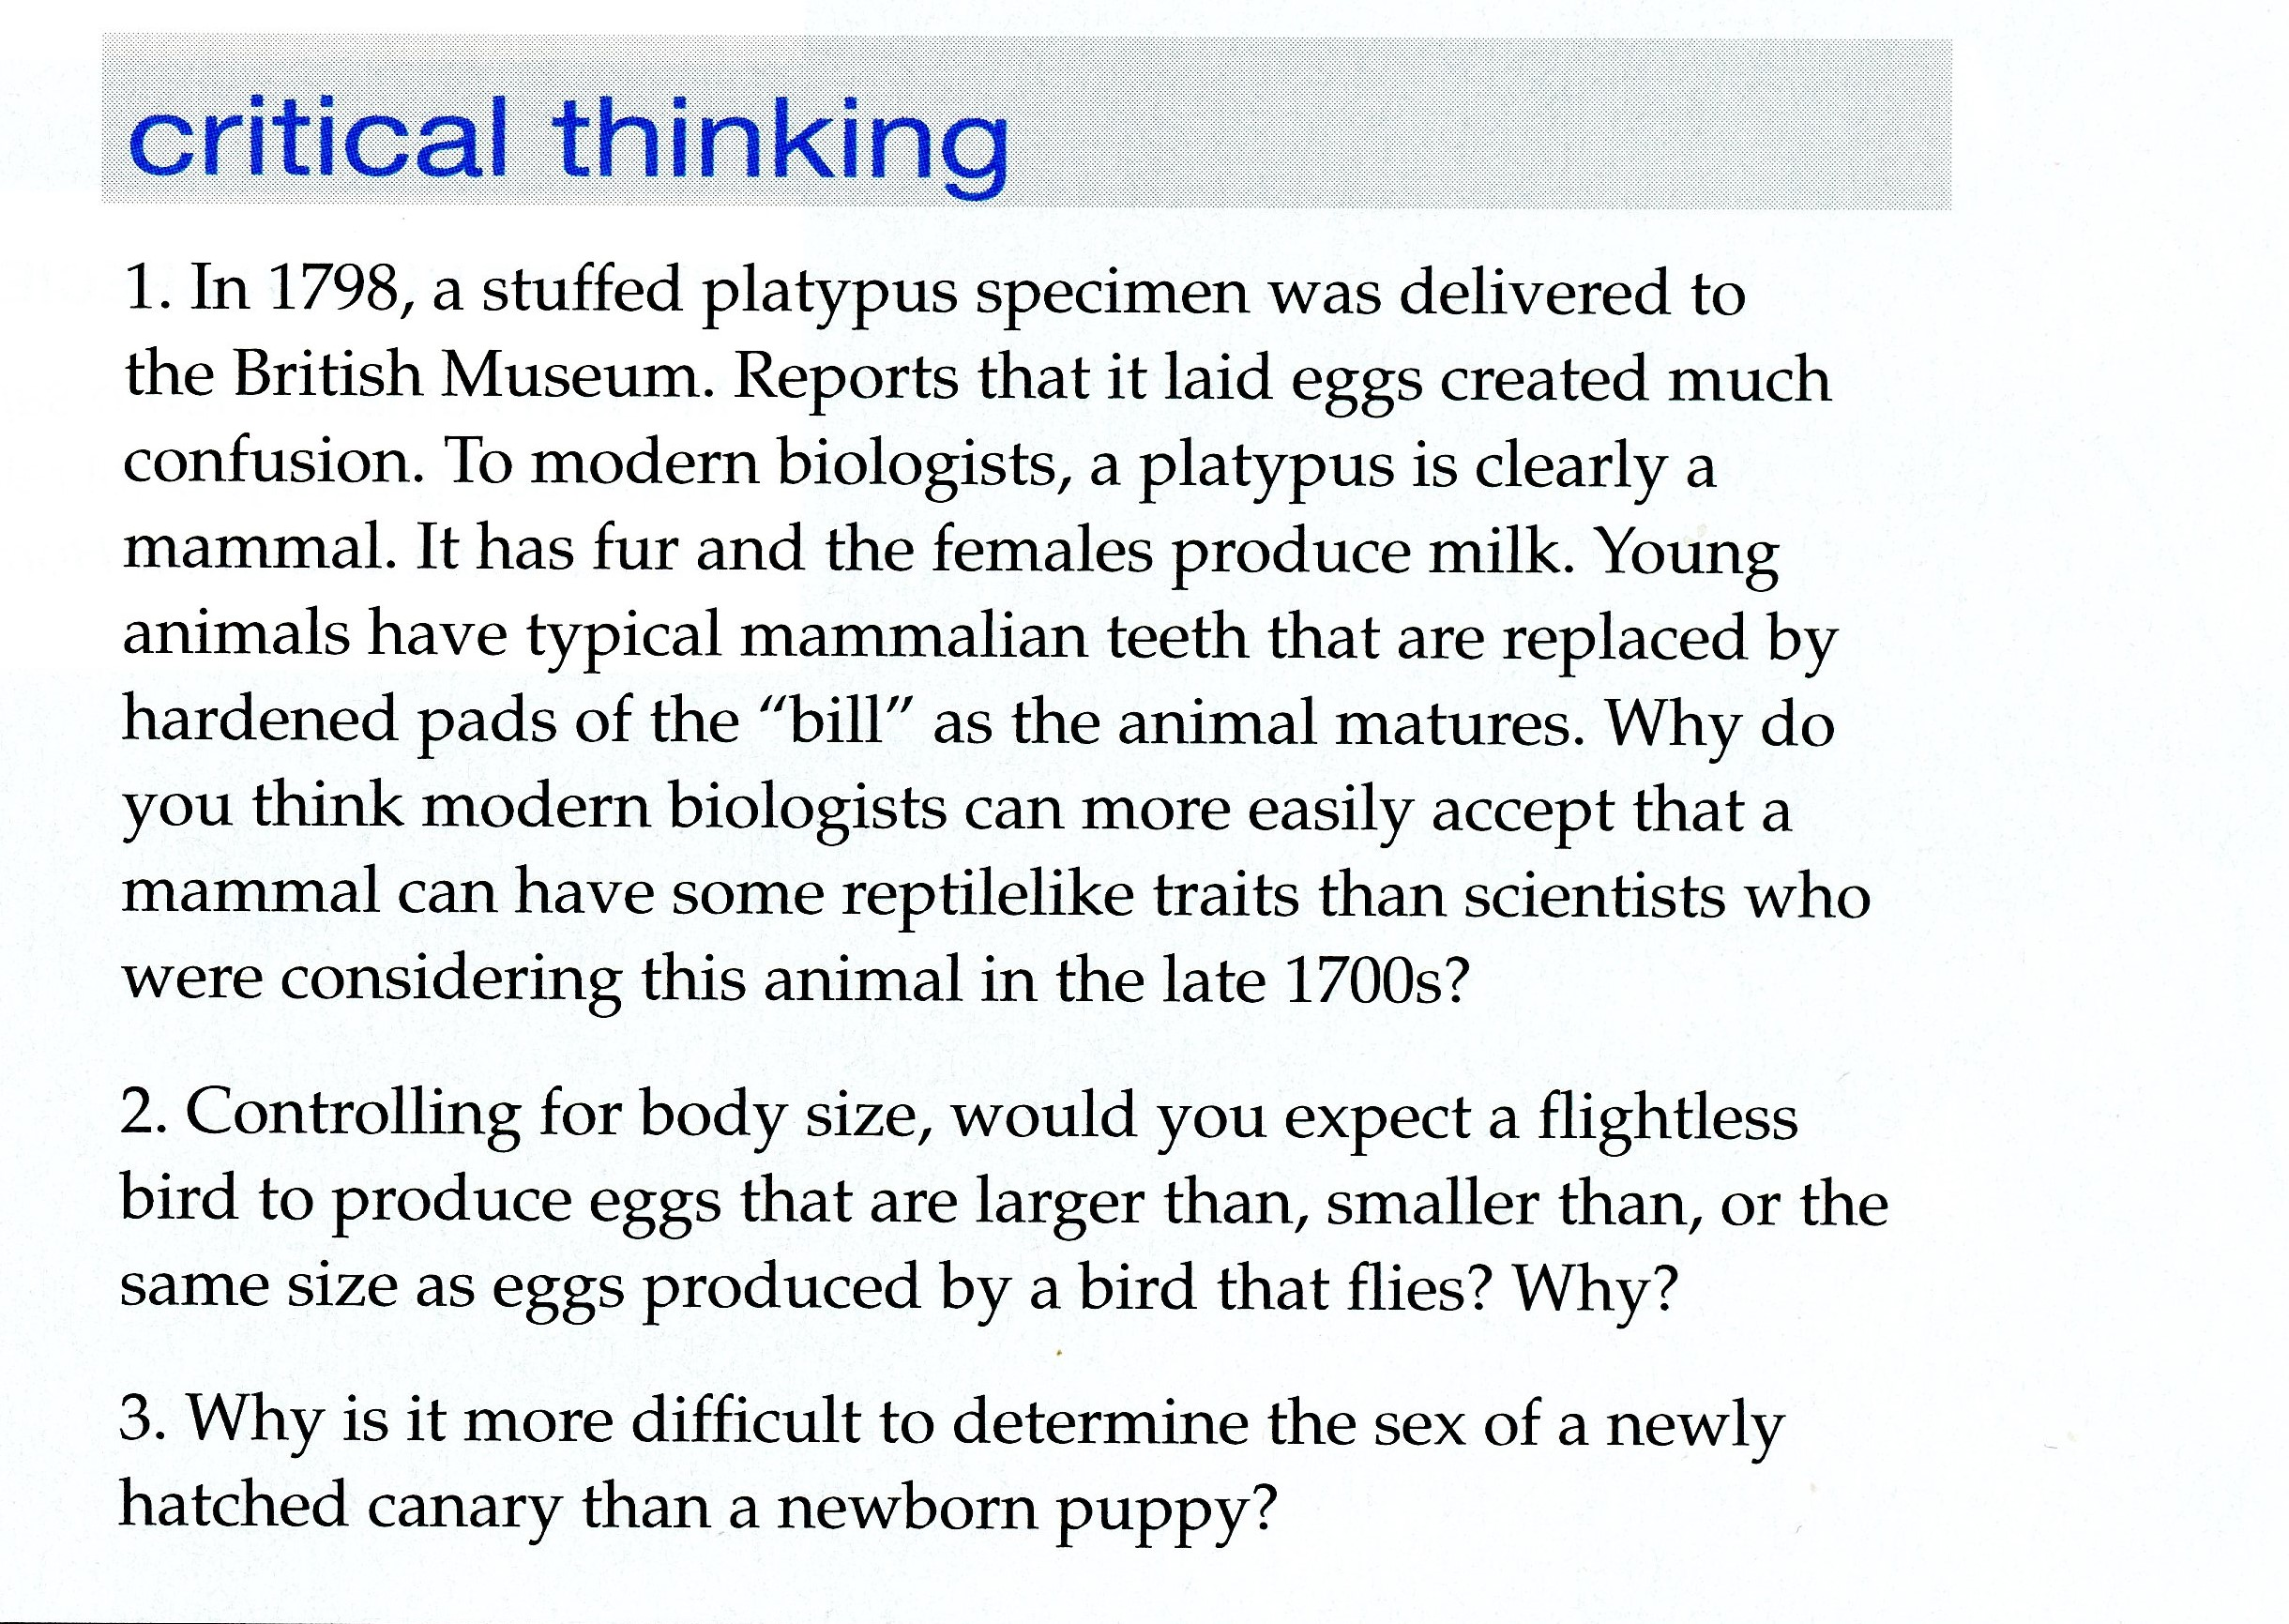 critical thinking
1. In 1798, a stuffed platypus specimen was delivered to
the British Museum. Reports that it laid eggs created much
confusion. To modern biologists, a platypus is clearly a
mammal. It has fur and the females produce milk. Young
animals have typical mammalian teeth that are replaced by
hardened pads of the “bill” as the animal matures. Why do
you think modern biologists can more easily accept that a
mammal can have some reptilelike traits than scientists who
were considering this animal in the late 1700s?
2. Controlling for body size, would you expect a flightless
bird to produce eggs that are larger than, smaller than, or the
same size as eggs produced by a bird that flies? Why?
3. Why is it more difficult to determine the sex of a newly
hatched canary than a newborn puppy?